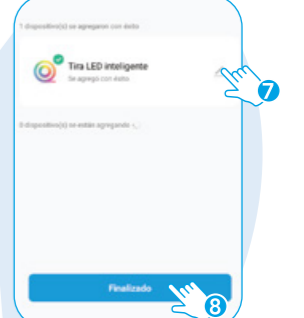 1 dispositivo(s) se agregaron con éxito
Tira LED inteligente
Se agrego con éxito
7
0 dispositivo(s) se están agregando
Finalizado
8